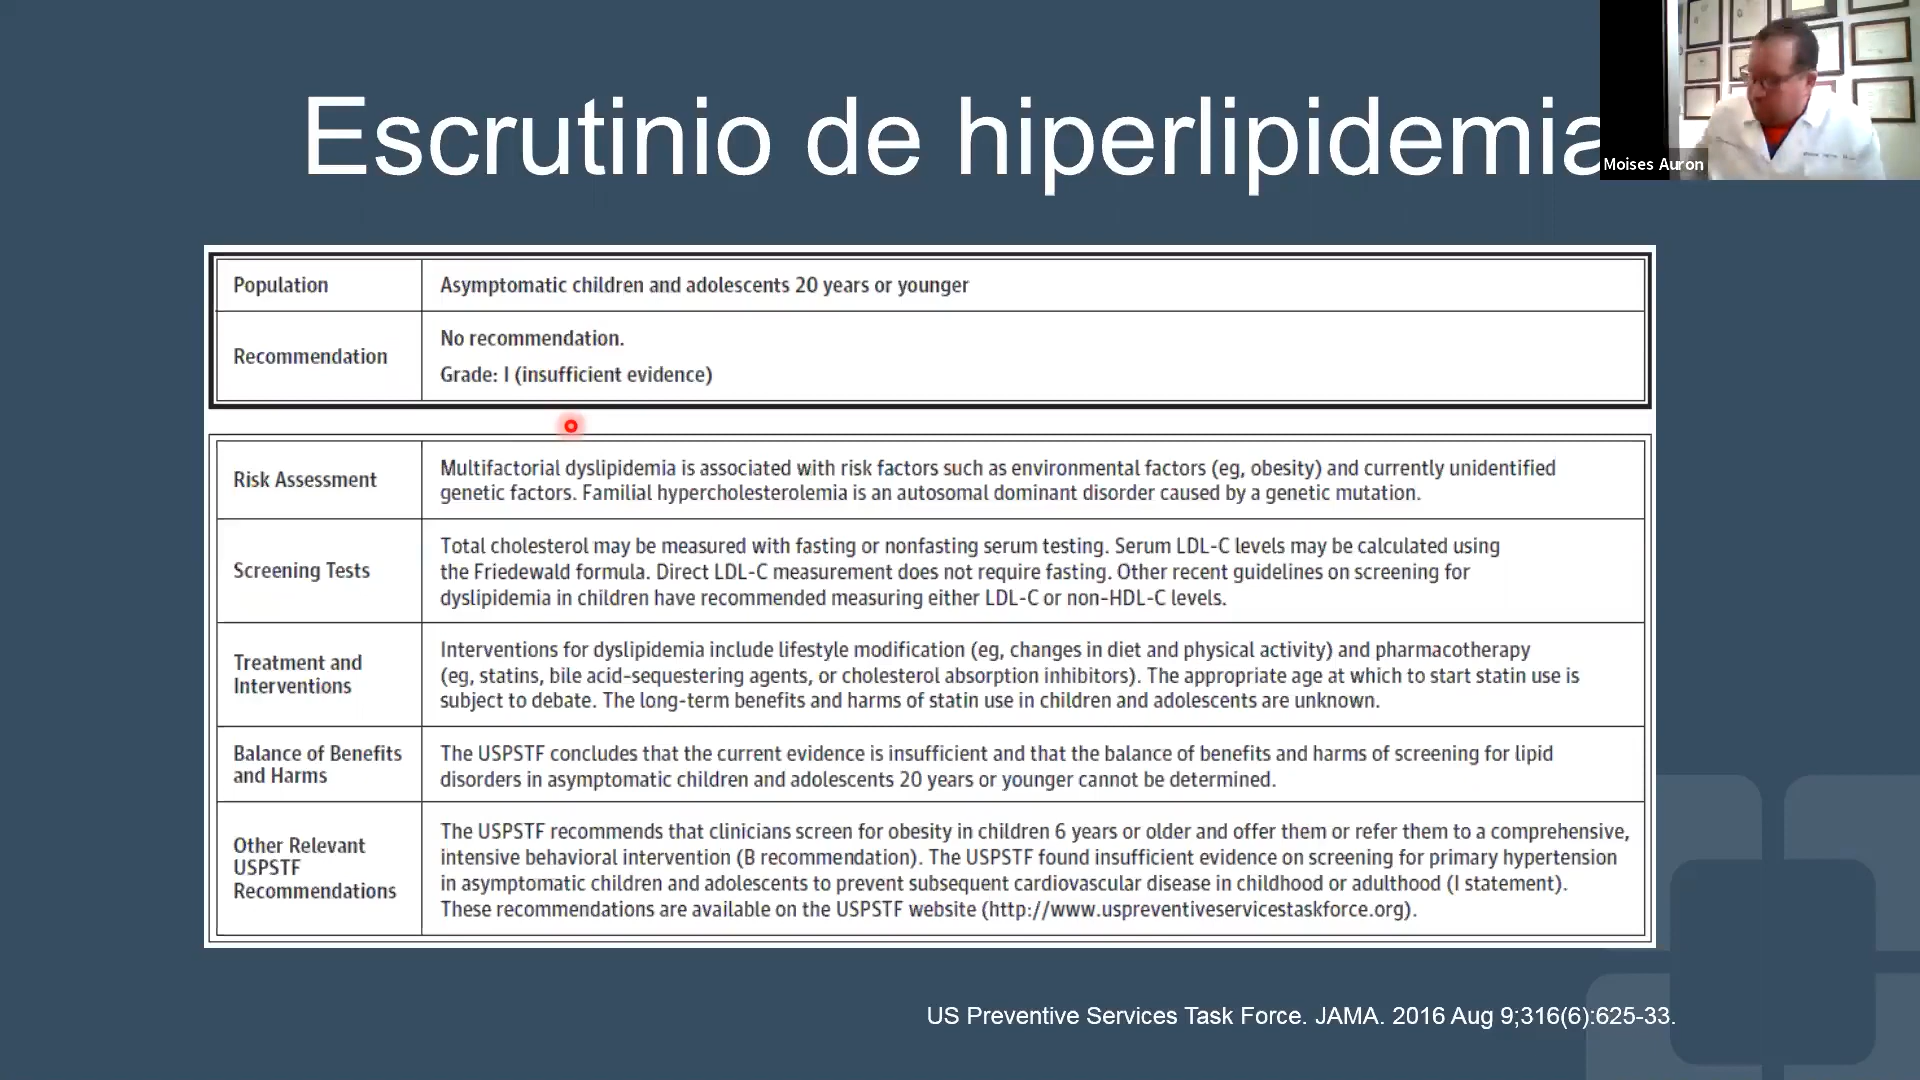 Escrutinio de hiperlipidemia
Moises Auron
Population
Asymptomatic children and adolescents 20 years or younger
Recommendation
No recommendation.
Grade: I (insufficient evidence)
Risk Assessment
Multifactorial dyslipidemia is associated with risk factors such as environmental factors (eg, obesity) and currently unidentified
genetic factors. Familial hypercholesterolemia is an autosomal dominant disorder caused by a genetic mutation.
Screening Tests
Total cholesterol may be measured with fasting or nonfasting serum testing. Serum LDL-C levels may be calculated using
the Friedewald formula. Direct LDL-C measurement does not require fasting. Other recent guidelines on screening for
dyslipidemia in children have recommended measuring either LDL-C or non-HDL-C levels.
Treatment and
Interventions
Interventions for dyslipidemia include lifestyle modification (eg, changes in diet and physical activity) and pharmacotherapy
(eg, statins, bile acid-sequestering agents, or cholesterol absorption inhibitors). The appropriate age at which to start statin use is
subject to debate. The long-term benefits and harms of statin use in children and adolescents are unknown.
Balance of Benefits
and Harms
The USPSTF concludes that the current evidence is insufficient and that the balance of benefits and harms of screening for lipid
disorders in asymptomatic children and adolescents 20 years or younger cannot be determined.
Other Relevant
USPSTF
Recommendations
The USPSTF recommends that clinicians screen for obesity in children 6 years or older and offer them or refer them to a comprehensive,
intensive behavioral intervention (B recommendation). The USPSTF found insufficient evidence on screening for primary hypertension
in asymptomatic children and adolescents to prevent subsequent cardiovascular disease in childhood or adulthood (I statement).
These recommendations are available on the USPSTF website (http://www.uspreventiveservicestaskforce.org).
US Preventive Services Task Force. JAMA. 2016 Aug 9;316(6):625-33.